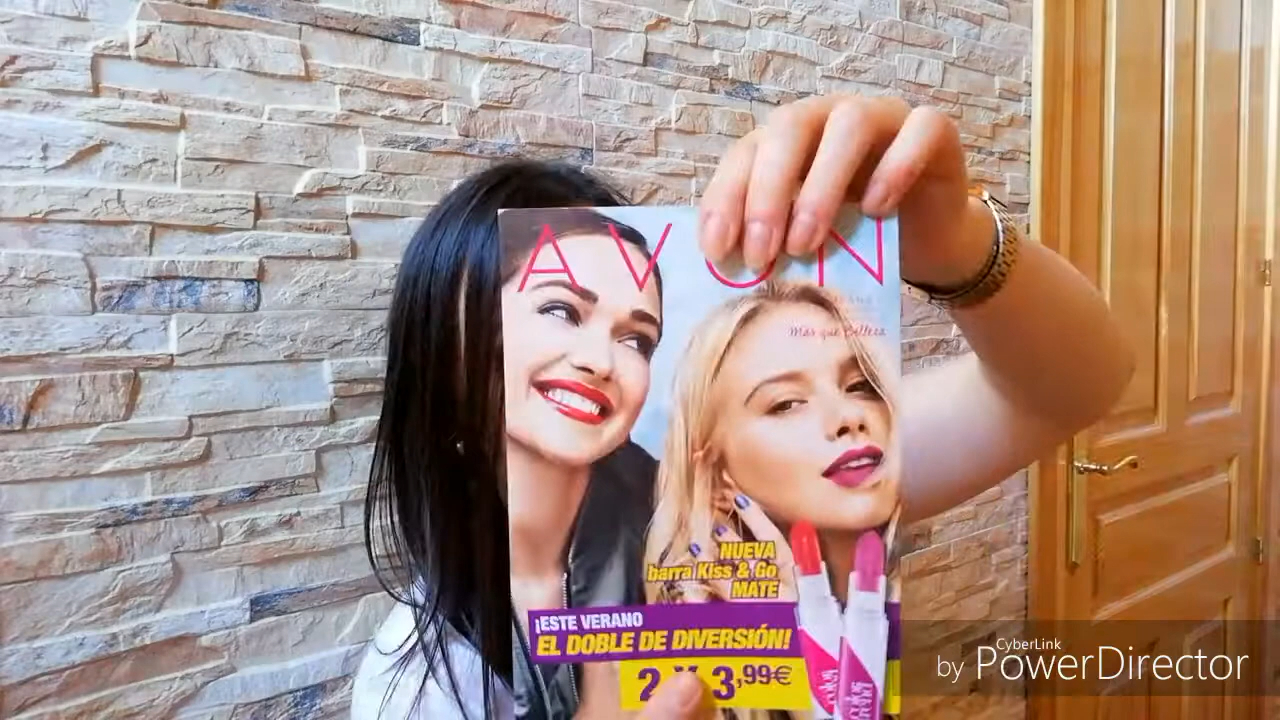 AVON
Más que Belleza
NUEVA
barra Kiss & Go
MATE
¡ESTE VERANO
EL DOBLE DE DIVERSIÓN!
2 x 3,99€
CyberLink
by PowerDirector